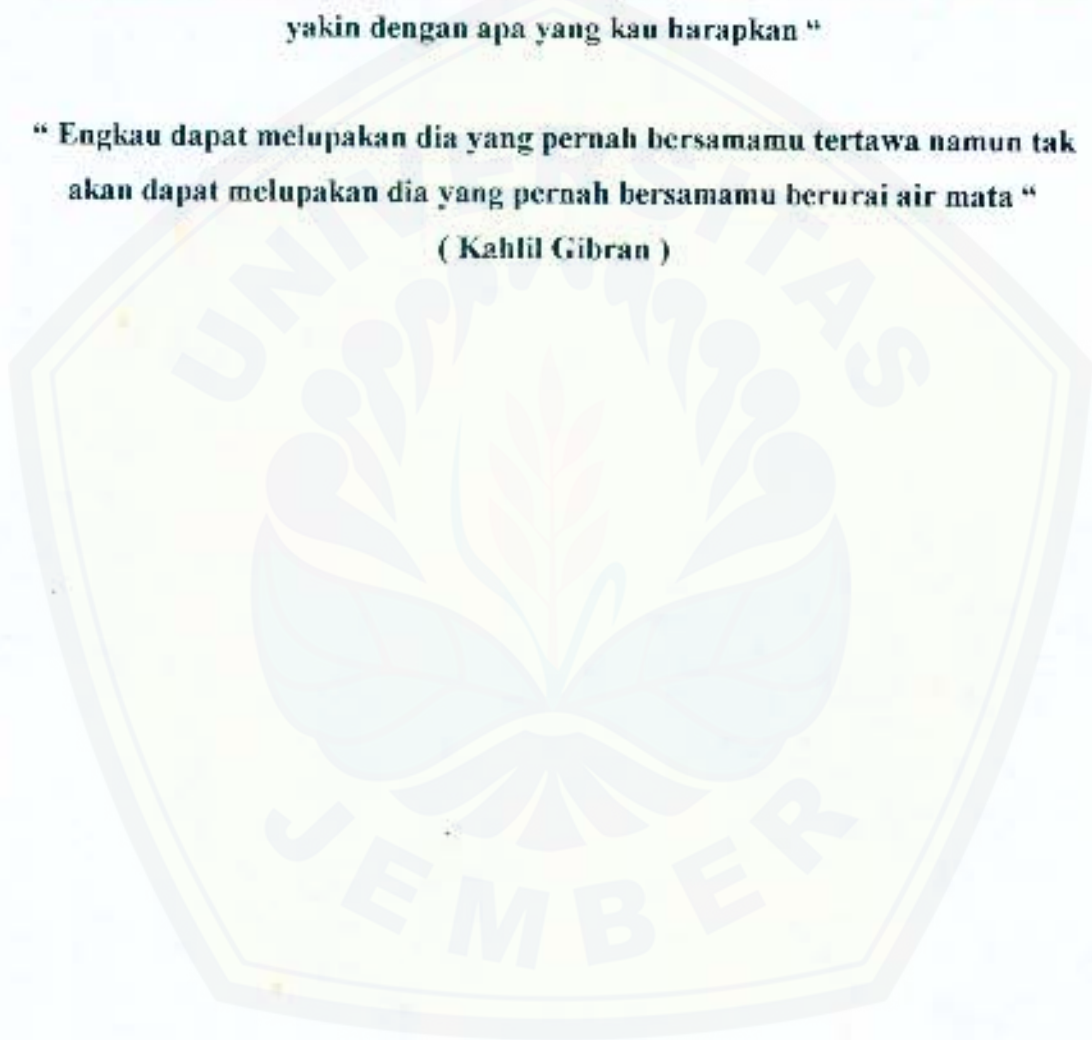 yakin dengan apa yang kau harapkan “
“ Engkau dapat melupakan dia yang pernah bersamamu tertawa namun tak
akan dapat melupakan dia yang pernah bersamamu berurai air mata “
( Kahlil Gibran )
UNIVERSITAS
JEMBER